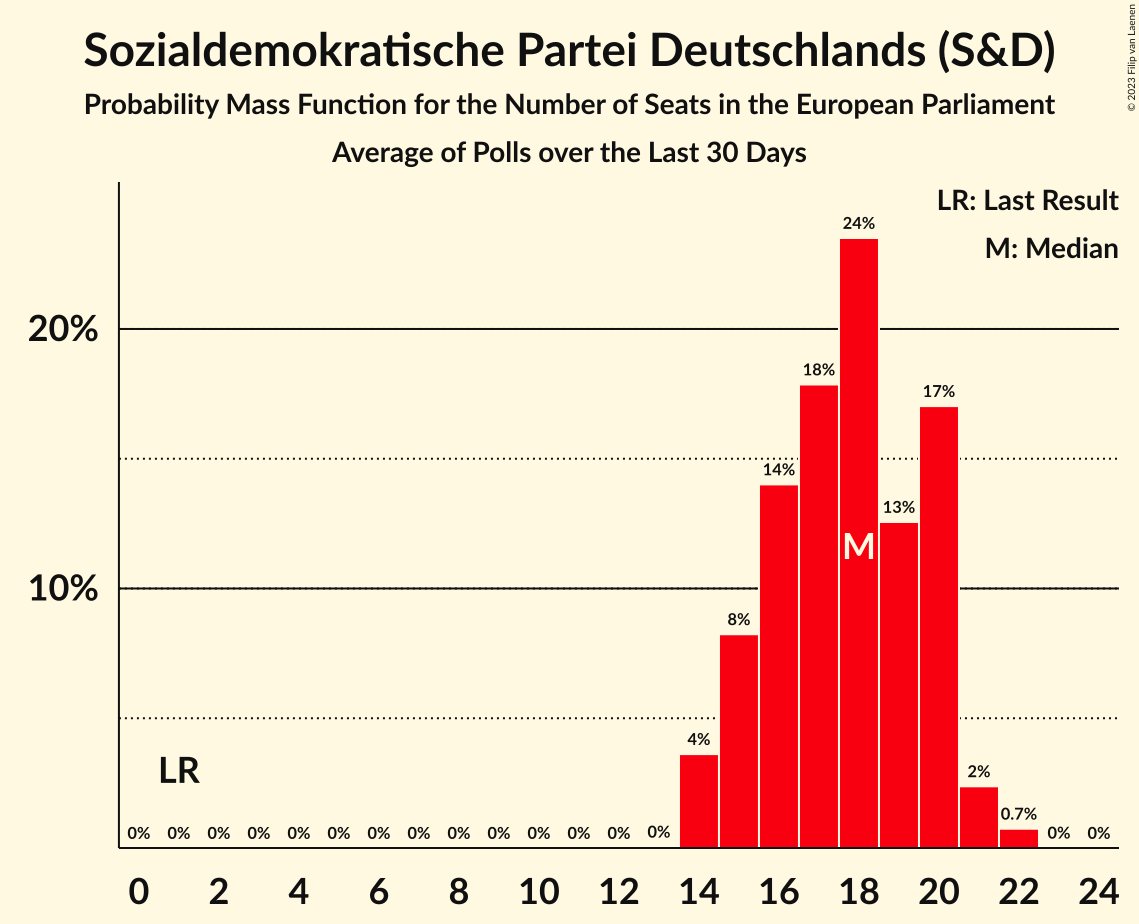 Sozialdemokratische Partei Deutschlands (S&D)
Probability Mass Function for the Number of Seats in the European Parliament
Average of Polls over the Last 30 Days
© 2023 Filip van Laenen
LR: Last Result
M: Median
20%
10%
24%
18%
17%
14%
13%
M
8%
4%
LR
2%
0.7%
0% 0% 0% 0% 0% 0% 0% 0% 0% 0% 0% 0% 0% 0% 0% 0%
0 2 4 6 8 10 12 14 16 18 20 22 24